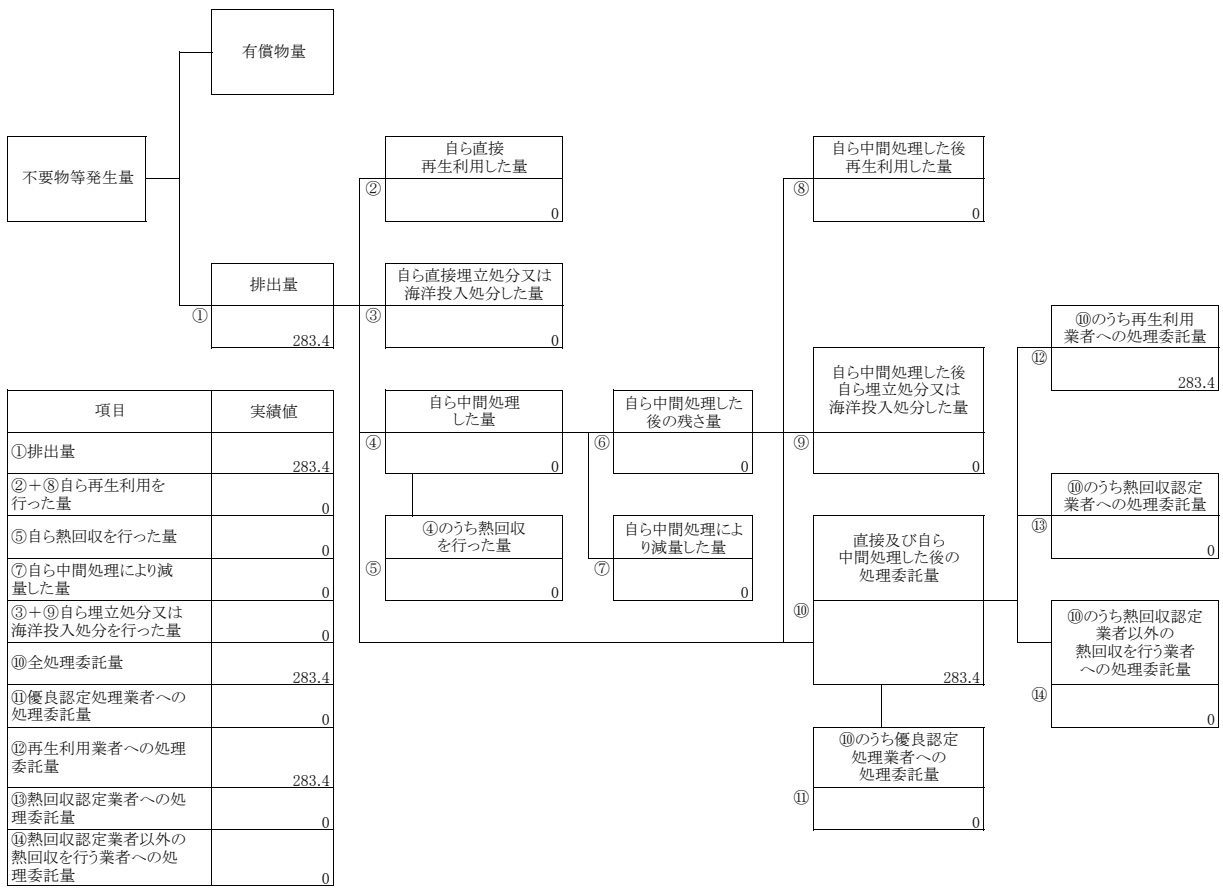 有償物量
不要物等発生量
自ら直接
再生利用した量
②
0
自ら中間処理した後
再生利用した量
⑧
0
排出量
①
283.4
自ら直接埋立処分又は
海洋投入処分した量
③
0
⑩のうち再生利用
業者への処理委託量
⑫
283.4
自ら中間処理
した量
④
0
自ら中間処理した
後の残さ量
⑥
0
自ら中間処理した後
自ら埋立処分又は
海洋投入処分した量
⑨
0
⑩のうち熱回収認定
業者への処理委託量
⑬
0
④のうち熱回収
を行った量
⑤
0
自ら中間処理によ
り減量した量
⑦
0
直接及び自ら
中間処理した後の
処理委託量
⑩
283.4
⑩のうち熱回収認定
業者以外の
熱回収を行う業者
への処理委託量
⑭
0
⑩のうち優良認定
処理業者への
処理委託量
⑪
0
項目 実績値
①排出量
283.4
②+⑧自ら再生利用を
行った量
0
⑤自ら熱回収を行った量
0
⑦自ら中間処理により減
量した量
0
③+⑨自ら埋立処分又は
海洋投入処分を行った量
0
⑩全処理委託量
283.4
⑪優良認定処理業者への
処理委託量
0
⑫再生利用業者への処理
委託量
283.4
⑬熱回収認定業者への処
理委託量
0
⑭熱回収認定業者以外の
熱回収を行う業者への処
理委託量
0